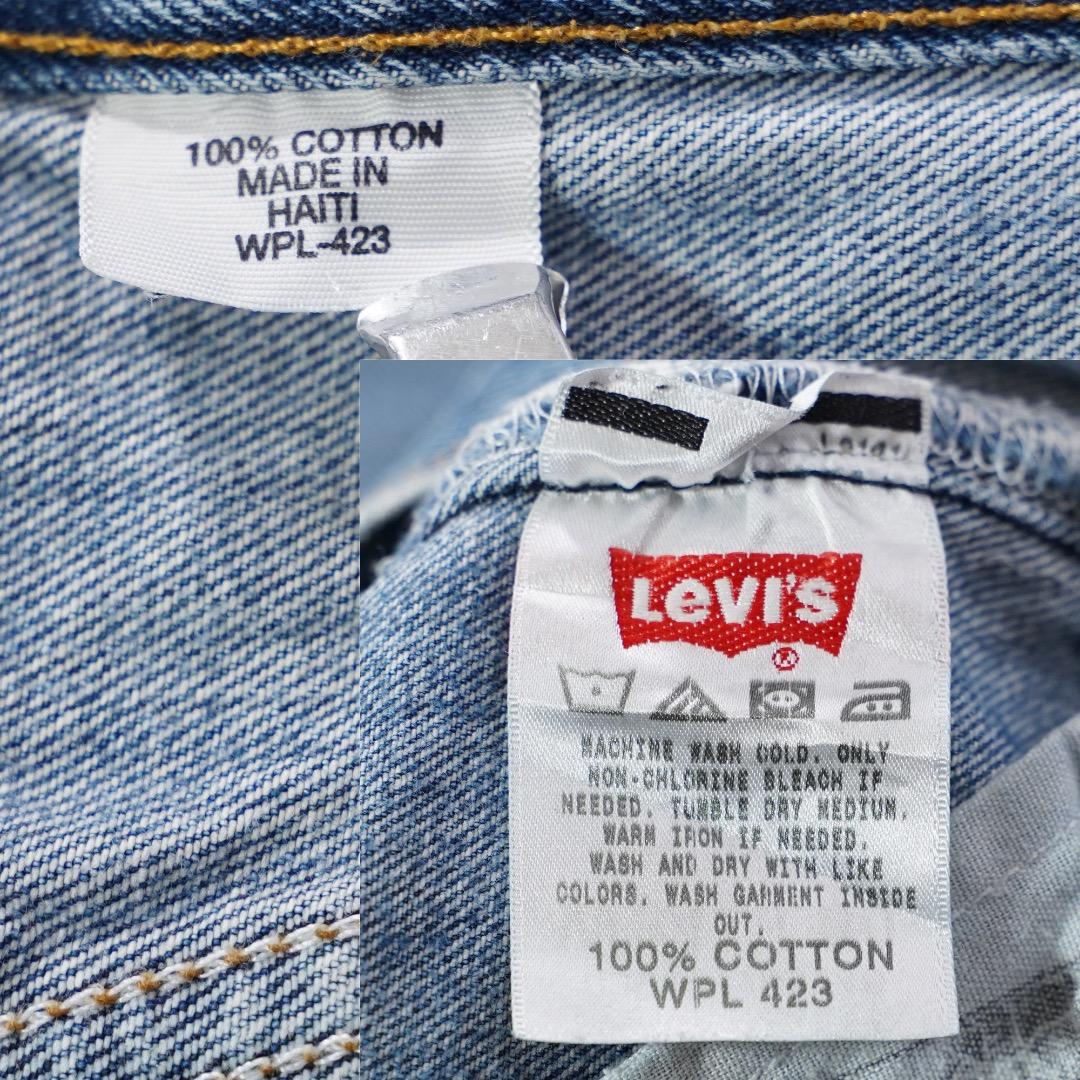 100% COTTON
MADE IN
HAITI
WPL-423
LEVI'S
MACHINE WASH COLD. ONLY
NON-CHLORINE BLEACH IF
NEEDED. TUMBLE DRY MEDIUM.
WARM IRON IF NEEDED.
WASH AND DRY WITH LIKE
COLORS. WASH GARMENT INSIDE
OUT.
100% COTTON
WPL 423